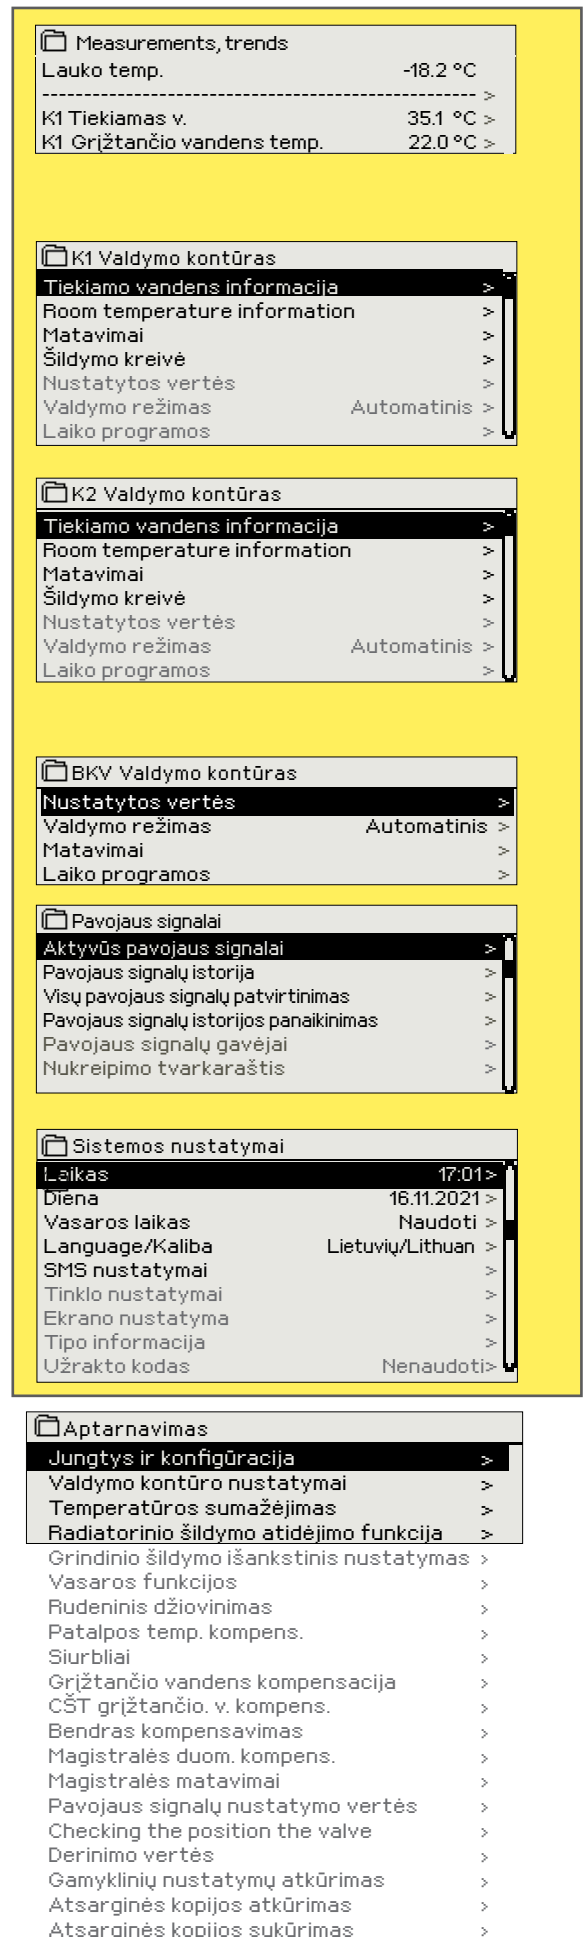 Measurements, trends
Lauko temp. -18.2 °C
------------------------------------------------ >
K1 Tiekiamas v. 35.1 °C >
K1 Grįžtančio vandens temp. 22.0 °C >
K1 Valdymo kontūras
Tiekiamo vandens informacija >
Room temperature information >
Matavimai >
Šildymo kreivė >
Nustatytos vertės >
Valdymo režimas Automatinis >
Laiko programos >
K2 Valdymo kontūras
Tiekiamo vandens informacija >
Room temperature information >
Matavimai >
Šildymo kreivė >
Nustatytos vertės >
Valdymo režimas Automatinis >
Laiko programos >
BKV Valdymo kontūras
Nustatytos vertės >
Valdymo režimas Automatinis >
Matavimai >
Laiko programos >
Pavojaus signalai
Aktyvūs pavojaus signalai >
Pavojaus signalų istorija >
Visų pavojaus signalų patvirtinimas >
Pavojaus signalų istorijos panaikinimas >
Pavojaus signalų gavėjai >
Nukreipimo tvarkaraštis >
Sistemos nustatymai
Laikas 17:01>
Diena 16.11.2021 >
Vasaros laikas Naudoti >
Language/Kaliba Lietuvių/Lithuan >
SMS nustatymai >
Tinklo nustatymai >
Ekrano nustatyma >
Tipo informacija >
Užrakto kodas Nenaudoti>
Aptarnavimas
Jungtys ir konfigūracija >
Valdymo kontūro nustatymai >
Temperatūros sumažėjimas >
Radiatorinio šildymo atidėjimo funkcija >
Grindinio šildymo išankstinis nustatymas >
Vasaros funkcijos >
Rudeninis džiovinimas >
Patalpos temp. kompens. >
Siurbliai >
Grįžtančio vandens kompensacija >
CŠT grįžtančio. v. kompens. >
Bendras kompensavimas >
Magistralės duom. kompens. >
Magistralės matavimai >
Pavojaus signalų nustatymo vertės >
Checking the position the valve >
Derinimo vertės >
Gamyklinių nustatymų atkūrimas >
Atsarginės kopijos atkūrimas >
Atsarginės kopijos sukūrimas >